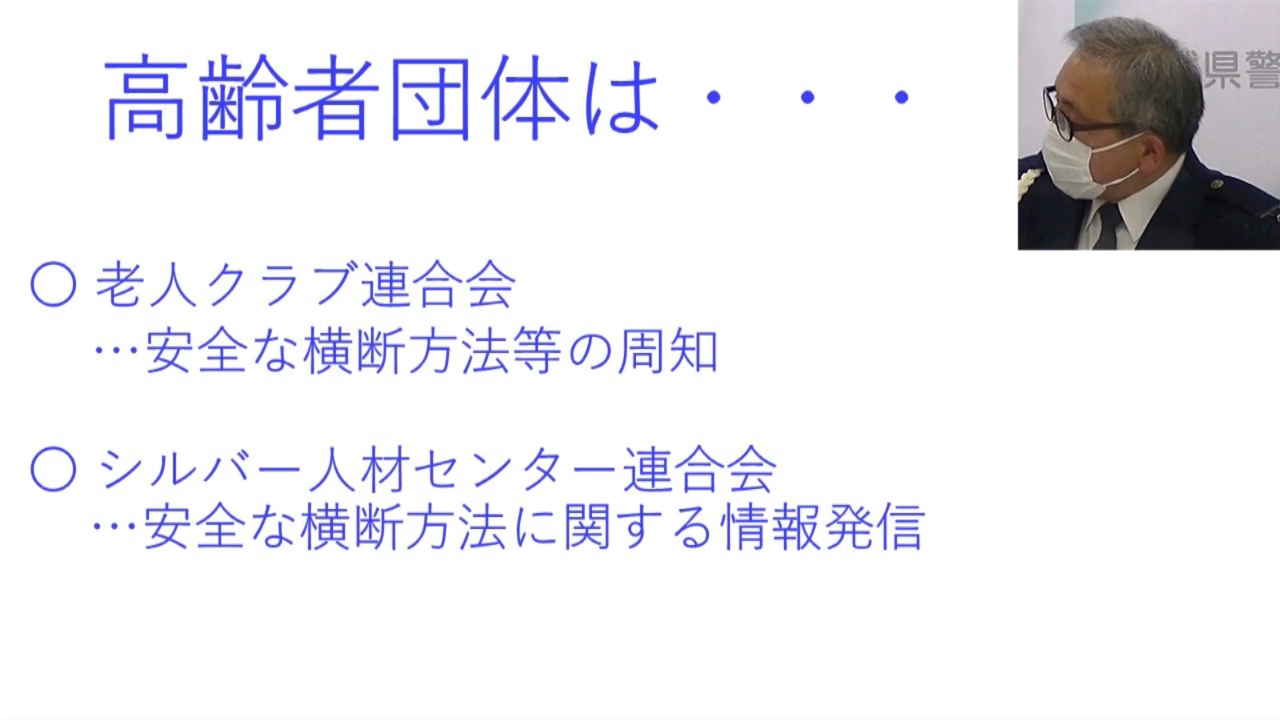 高齢者団体は・・・
県警
〇 老人クラブ連合会
…安全な横断方法等の周知
〇 シルバー人材センター連合会
…安全な横断方法に関する情報発信